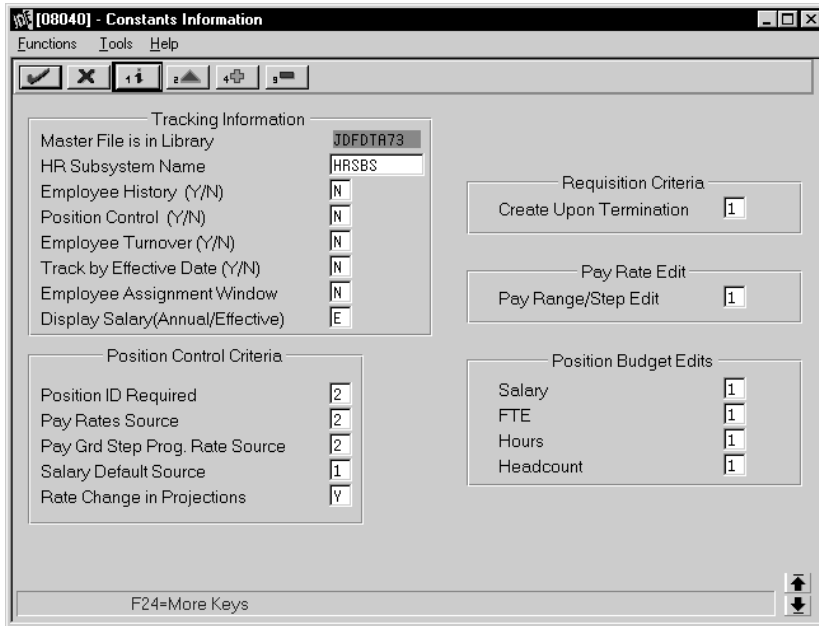 [08040] - Constants Information
Functions Tools Help
1 i 2 4 9
Tracking Information
Master File is in Library JDFDTA73
HR Subsystem Name HRSBS
Employee History (Y/N) N
Position Control (Y/N) N
Employee Turnover (Y/N) N
Track by Effective Date (Y/N) N
Employee Assignment Window N
Display Salary(Annual/Effective) E
Position Control Criteria
Position ID Required 2
Pay Rates Source 2
Pay Grd Step Prog. Rate Source 2
Salary Default Source 1
Rate Change in Projections Y
Requisition Criteria
Create Upon Termination 1
Pay Rate Edit
Pay Range/Step Edit 1
Position Budget Edits
Salary 1
FTE 1
Hours 1
Headcount 1
F24=More Keys